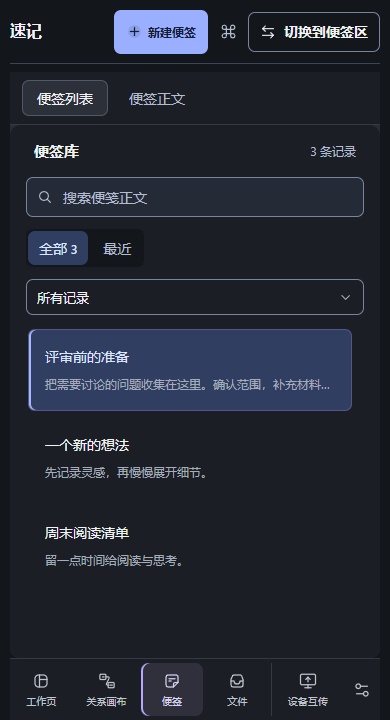 速记
新建便签
切换到便签区
便签列表
便签正文
便签库
3 条记录
搜索便笺正文
全部 3
最近
所有记录
评审前的准备
把需要讨论的问题收集在这里。确认范围，补充材料...
一个新的想法
先记录灵感，再慢慢展开细节。
周末阅读清单
留一点时间给阅读与思考。
工作页
关系画布
便签
文件
设备互传